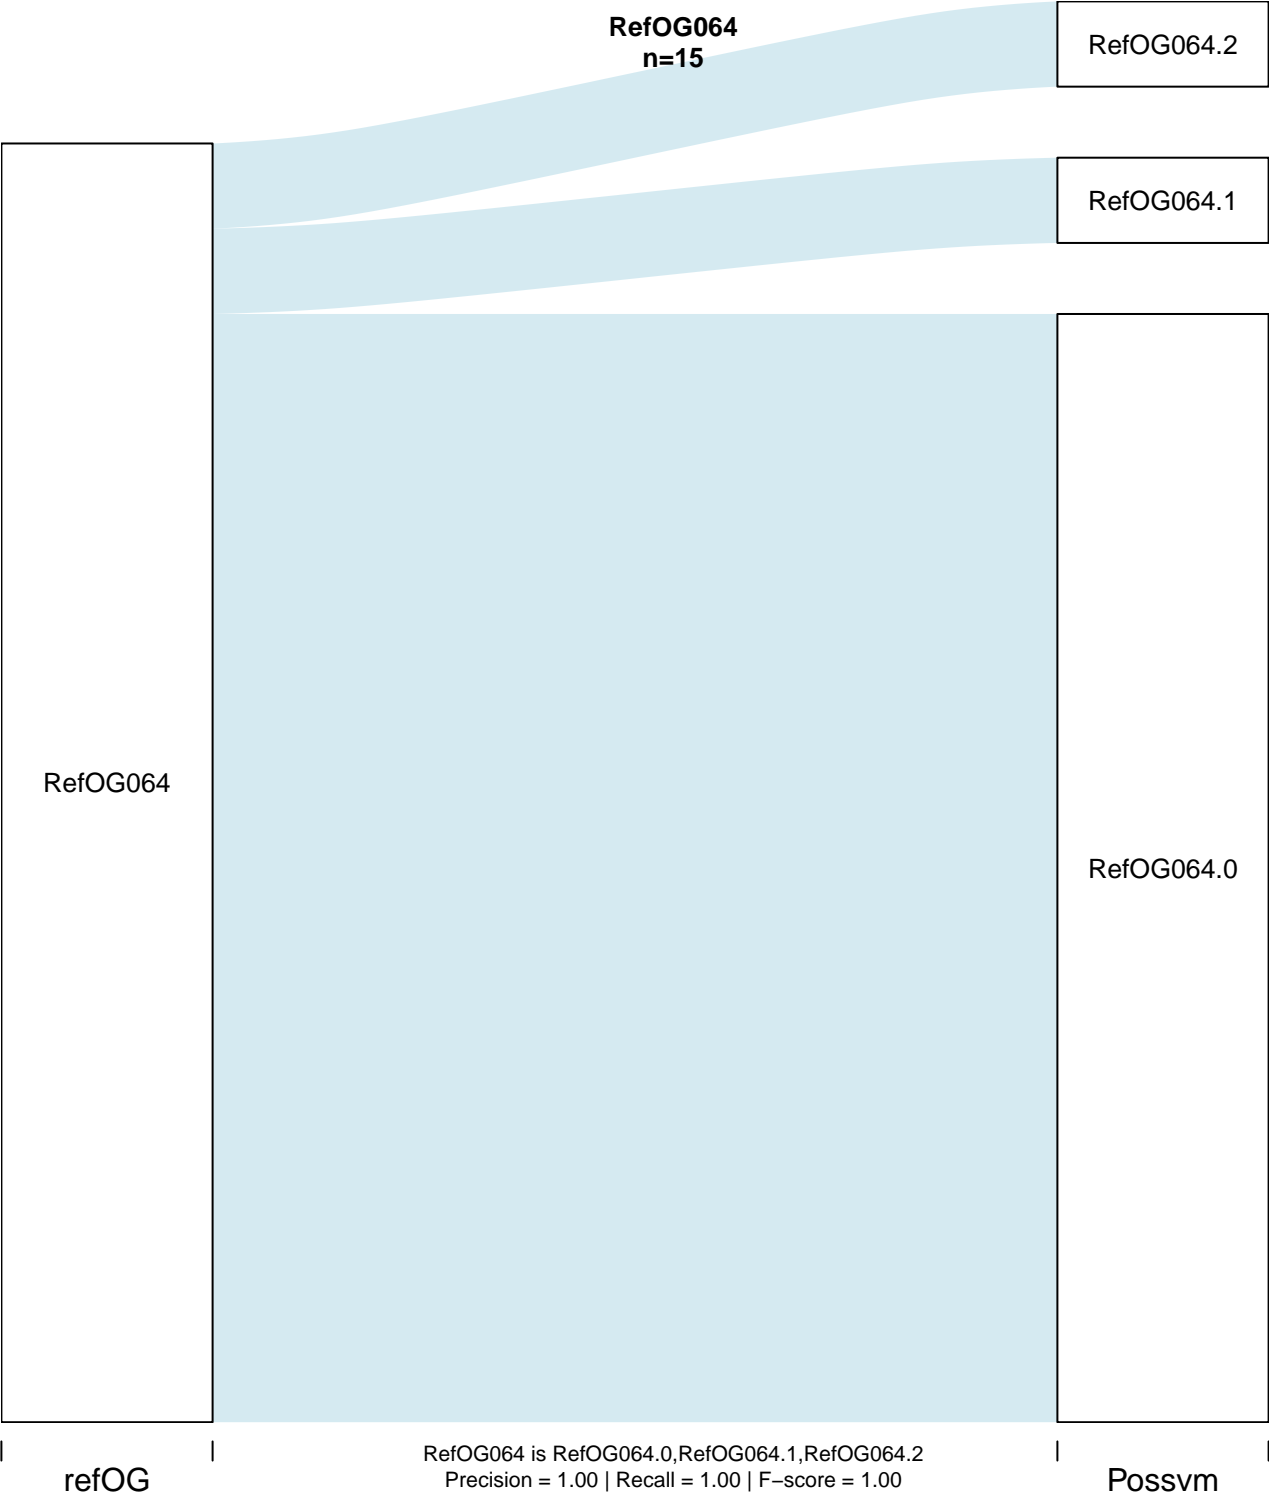 RefOG064
n=15
RefOG064.2
RefOG064.1
RefOG064
RefOG064.0
RefOG064 is RefOG064.0,RefOG064.1,RefOG064.2
Precision = 1.00 | Recall = 1.00 | F−score = 1.00
refOG
Possvm